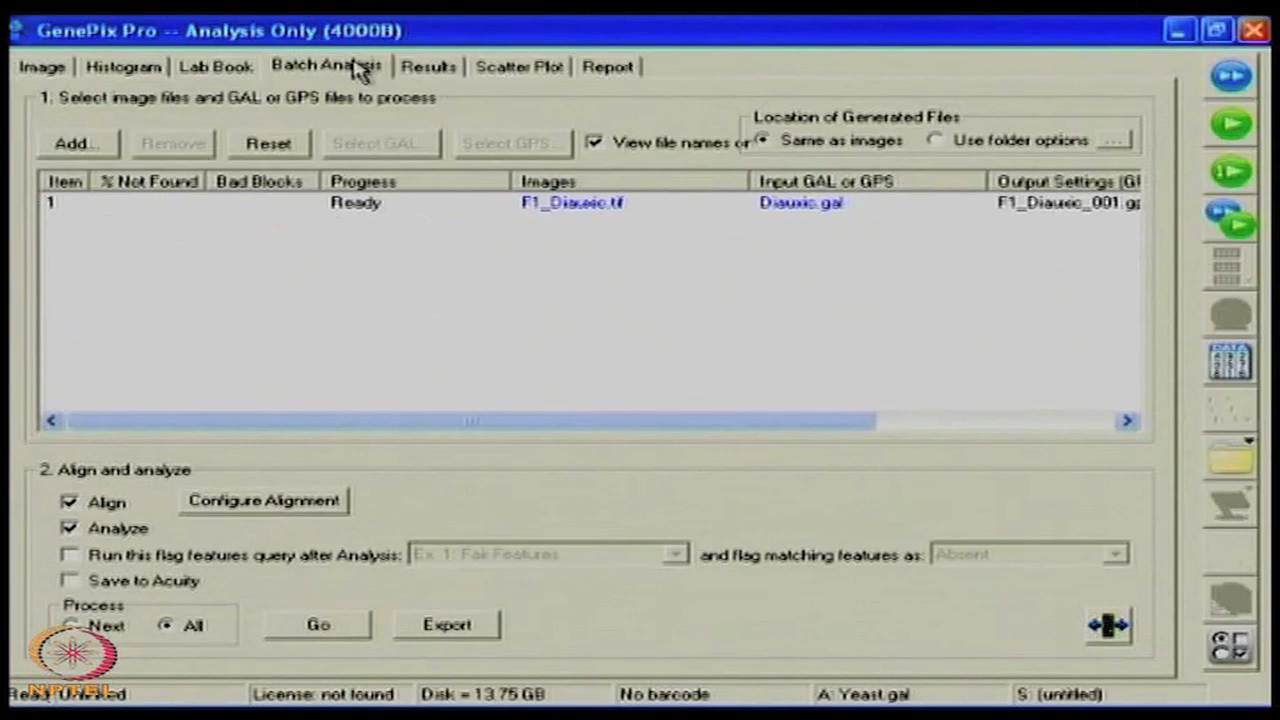 GenePix Pro -- Analysis Only (4000B)
Image Histogram Lab Book Batch Analysis Results Scatter Plot Report
1. Select image files and GAL or GPS files to process
Location of Generated Files
Add... Remove Reset Select GAL... Select GPS... View file names or Same as images Use folder options ...
Item % Not Found Bad Blocks Progress Images Input GAL or GPS Output Settings (GI
1 Ready F1_Diauxic.tif Diauxic.gal F1_Diauxic_001.gp
2. Align and analyze
Align Configure Alignment
Analyze
Run this flag features query after Analysis: Ex. 1: Fair Features and flag matching features as: Absent
Save to Acuity
Process
Next All Go Export
License: not found Disk = 13.75 GB No barcode A: Yeast.gal S: (untitled)
DATA
NPTEL